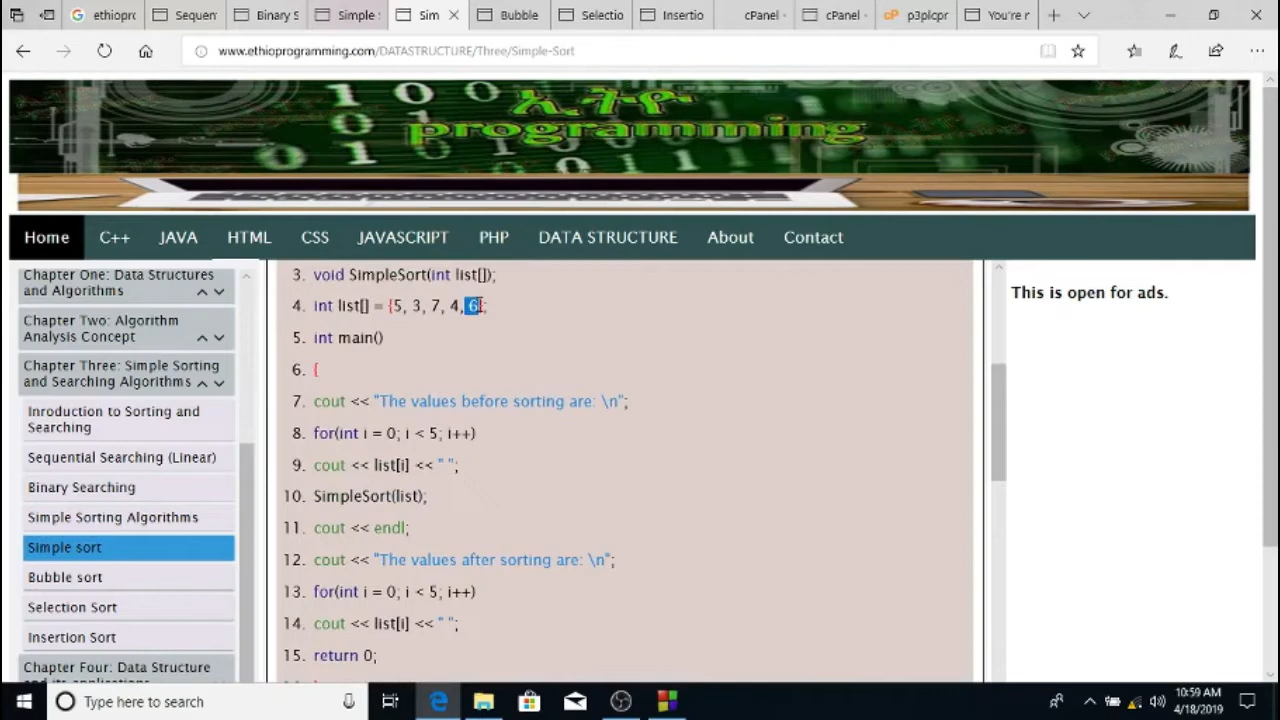 ethiopro
Sequen
Binary S
Simple S
Sim
Bubble
Selectio
Insertio
cPanel
cPanel
cP p3plcpr
You're r
www.ethioprogramming.com/DATASTRUCTURE/Three/Simple-Sort
ኢትዮ
programming
Home C++ JAVA HTML CSS JAVASCRIPT PHP DATA STRUCTURE About Contact
Chapter One: Data Structures
and Algorithms
Chapter Two: Algorithm
Analysis Concept
Chapter Three: Simple Sorting
and Searching Algorithms
Inroduction to Sorting and
Searching
Sequential Searching (Linear)
Binary Searching
Simple Sorting Algorithms
Simple sort
Bubble sort
Selection Sort
Insertion Sort
Chapter Four: Data Structure
3. void SimpleSort(int list[]);
4. int list[] = {5, 3, 7, 4, 6};
5. int main()
6. {
7. cout << "The values before sorting are: \n";
8. for(int i = 0; i < 5; i++)
9. cout << list[i] << " ";
10. SimpleSort(list);
11. cout << endl;
12. cout << "The values after sorting are: \n";
13. for(int i = 0; i < 5; i++)
14. cout << list[i] << " ";
15. return 0;
This is open for ads.
Type here to search
10:59 AM
4/18/2019